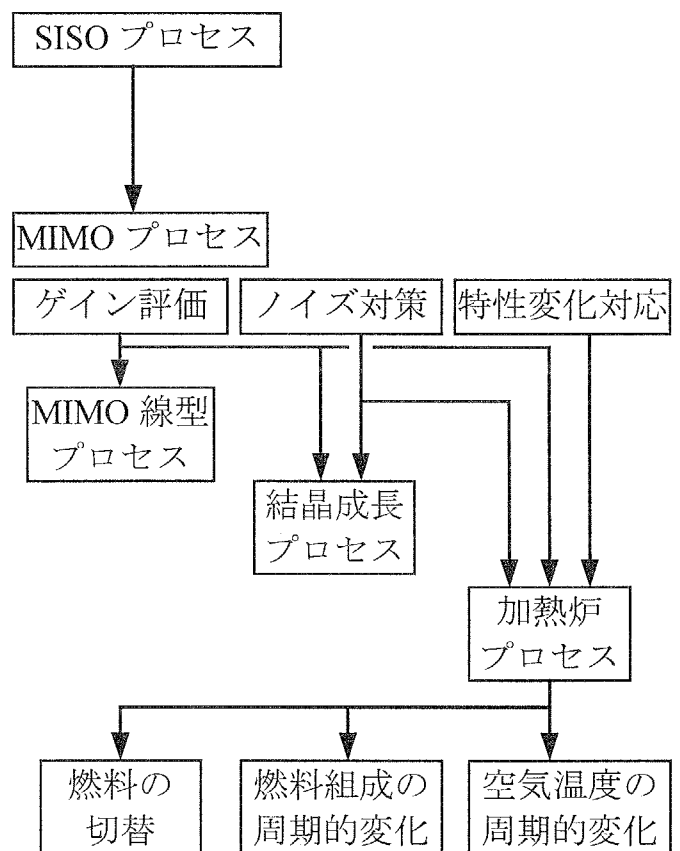 SISO プロセス
MIMO プロセス
ゲイン評価
ノイズ対策
特性変化対応
MIMO 線型
プロセス
結晶成長
プロセス
加熱炉
プロセス
燃料の
切替
燃料組成の
周期的変化
空気温度の
周期的変化